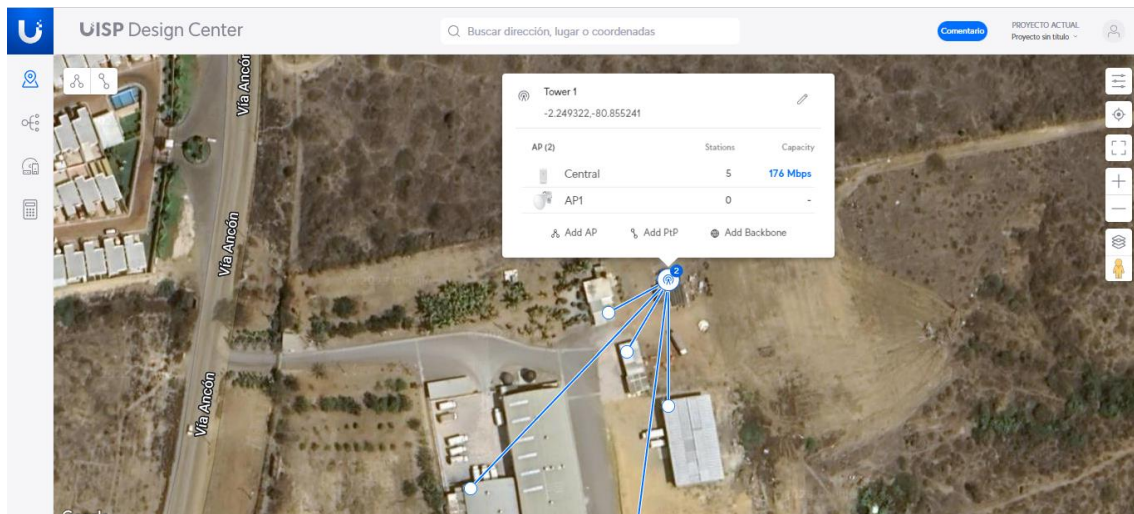 UISP Design Center
Buscar dirección, lugar o coordenadas
Comentario
PROYECTO ACTUAL
Proyecto sin título
Tower 1
-2.249322,-80.855241
AP (2)
Stations
Capacity
Central
5
176 Mbps
AP1
0
-
Add AP
Add PtP
Add Backbone
2
Vía Ancón
Vía Ancón
Vía Ancón